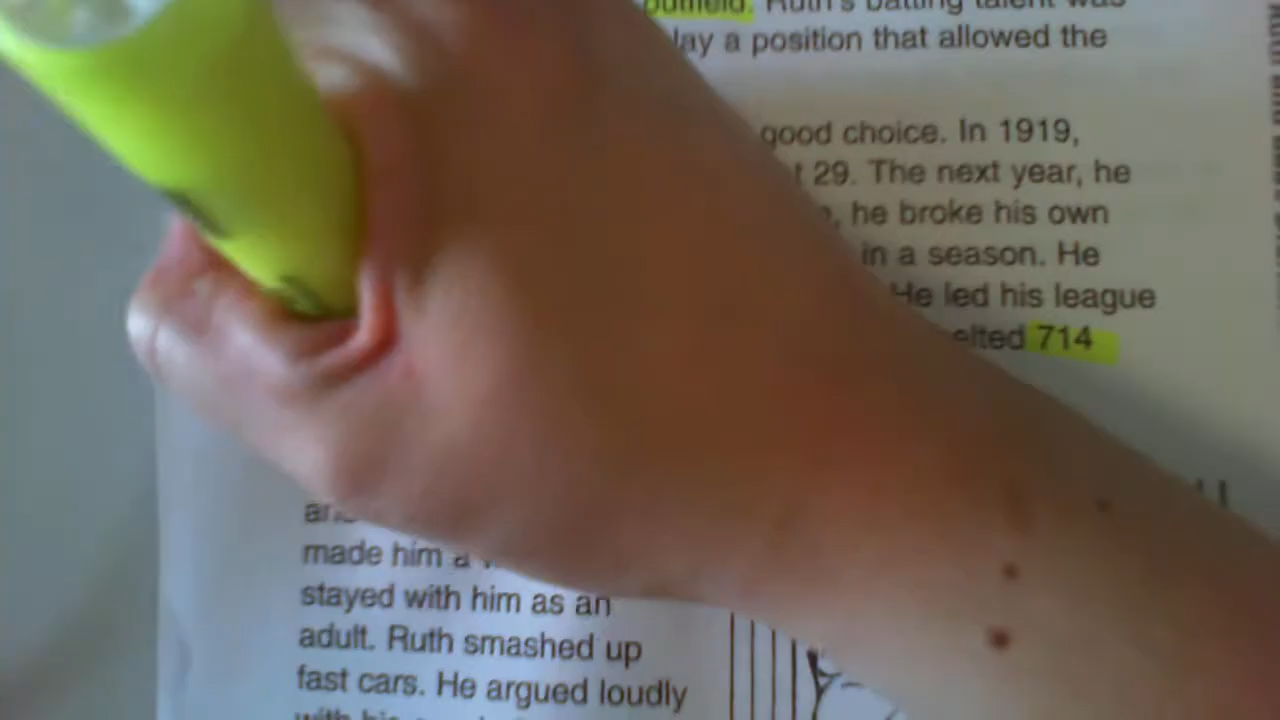 outfield. Ruth's batting talent was
lay a position that allowed the
good choice. In 1919,
29. The next year, he
he broke his own
in a season. He
He led his league
elted 714
made him a
stayed with him as an
adult. Ruth smashed up
fast cars. He argued loudly